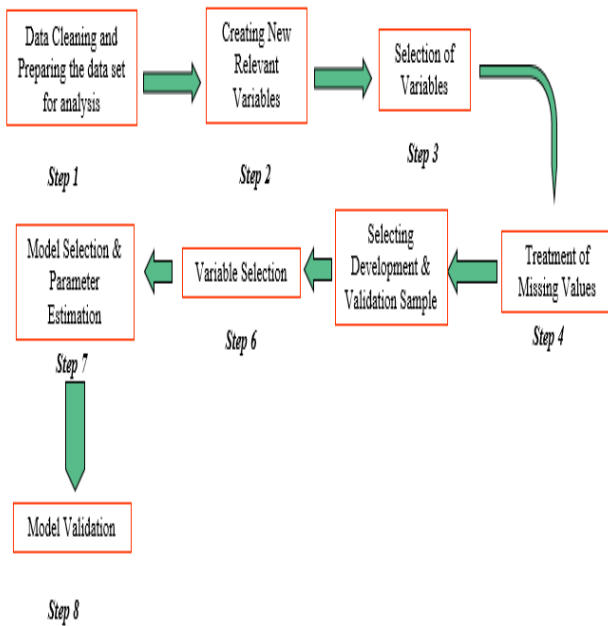 Data Cleaning and
Preparing the data set
for analysis
Step 1
Creating New
Relevant
Variables
Step 2
Selection of
Variables
Step 3
Treatment of
Missing Values
Step 4
Selecting
Development &
Validation Sample
Variable Selection
Step 6
Model Selection &
Parameter
Estimation
Step 7
Model Validation
Step 8